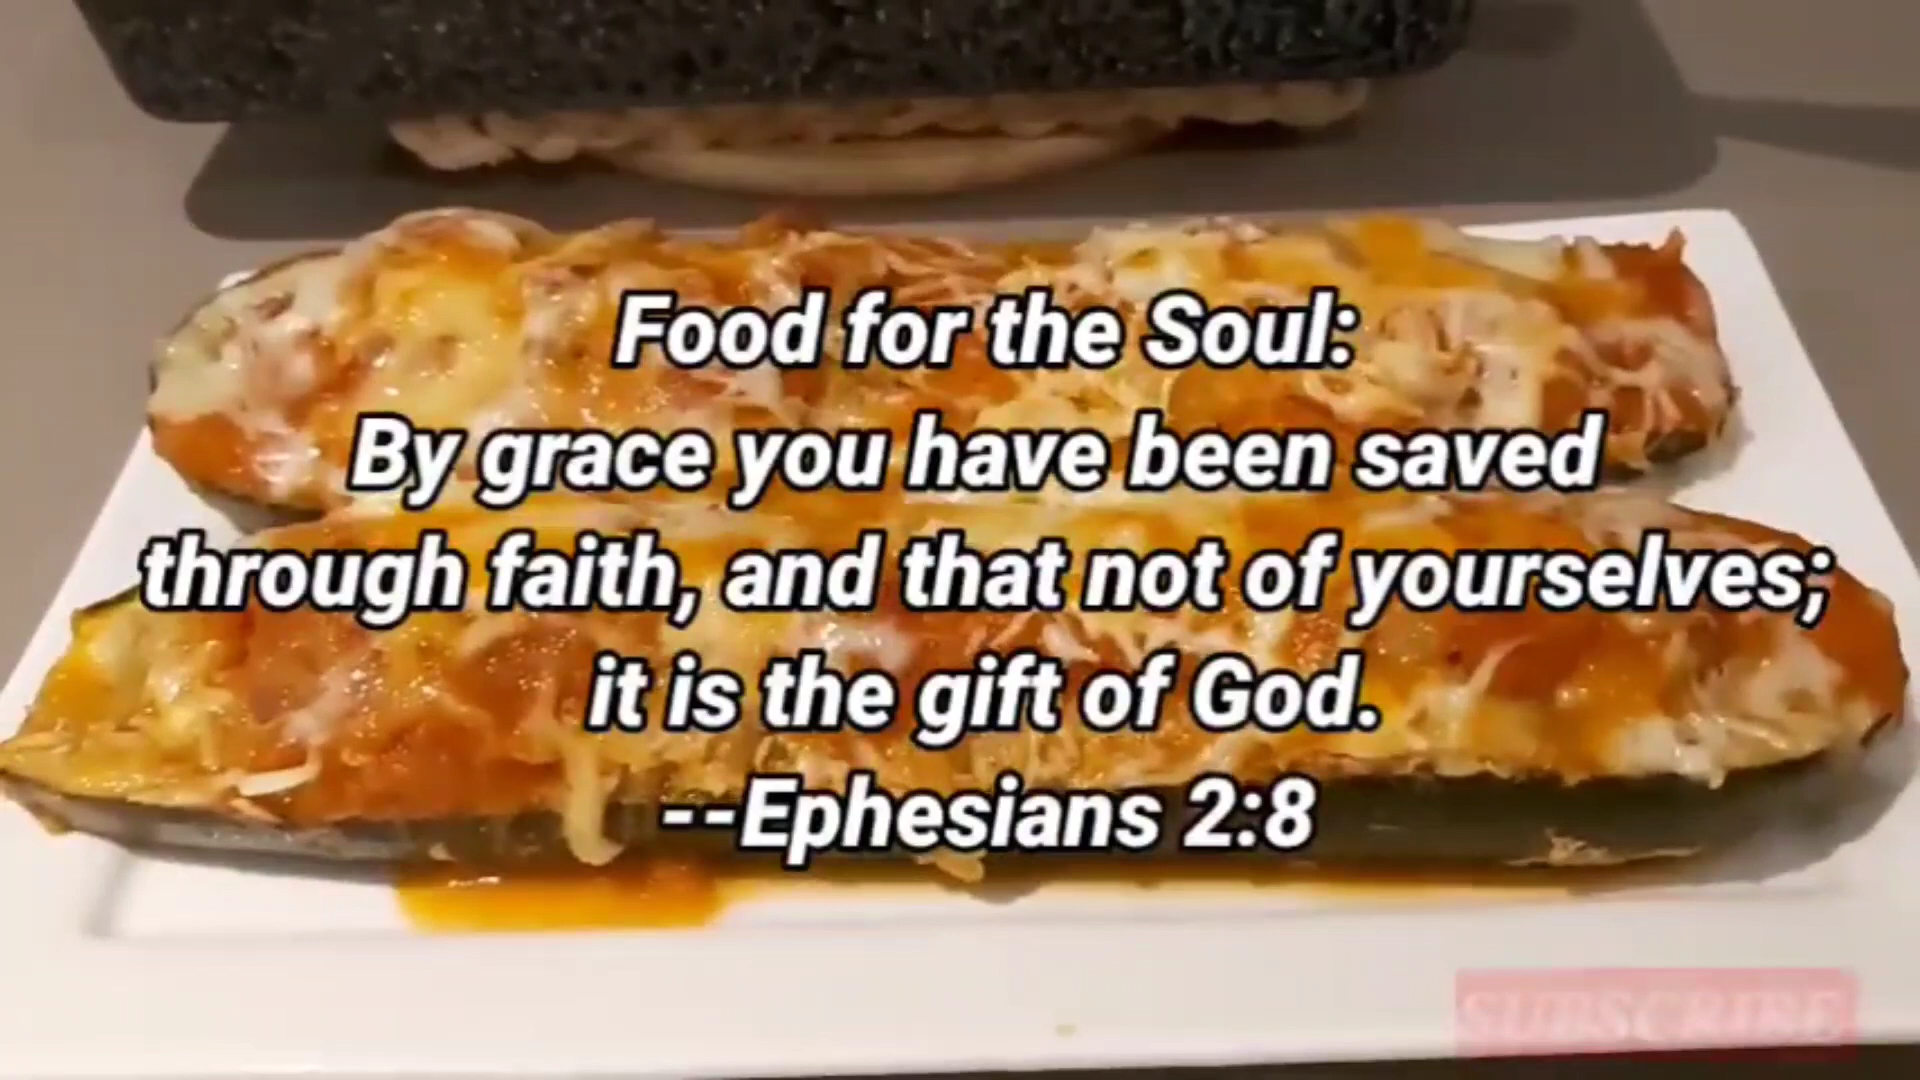 Food for the Soul:
By grace you have been saved
through faith, and that not of yourselves;
it is the gift of God.
--Ephesians 2:8
SUBSCRIBE